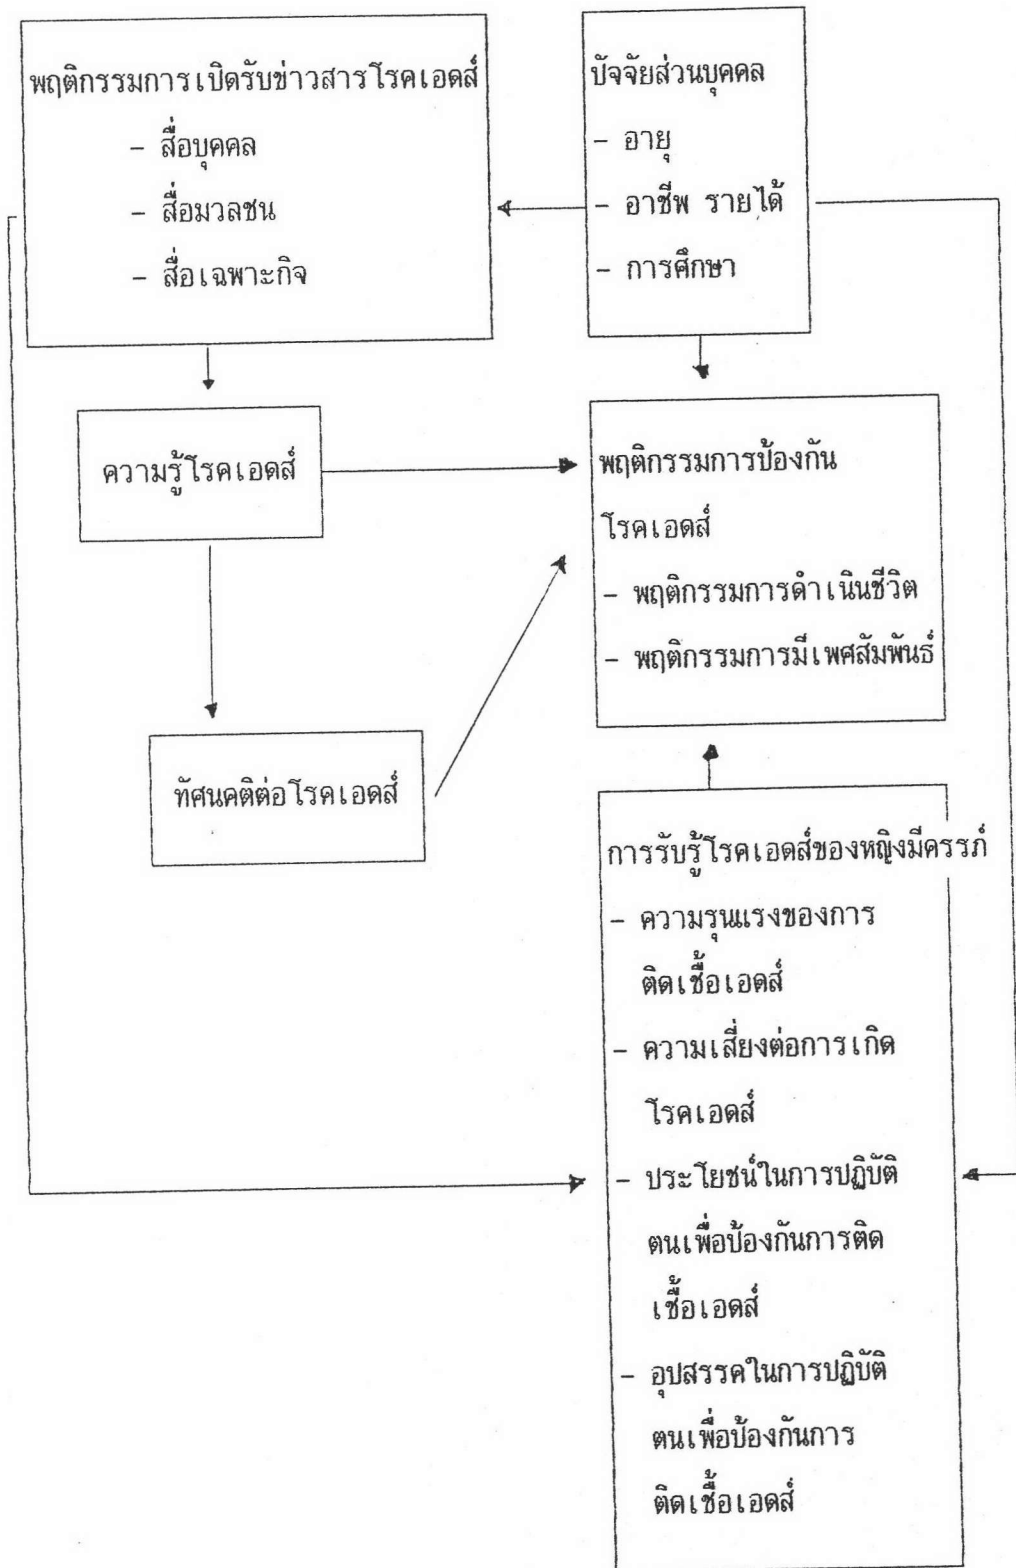 พฤติกรรมการเปิดรับข่าวสารโรคเอดส์
- สื่อบุคคล
- สื่อมวลชน
- สื่อเฉพาะกิจ
ปัจจัยส่วนบุคคล
- อายุ
- อาชีพ รายได้
- การศึกษา
ความรู้โรคเอดส์
พฤติกรรมการป้องกัน
โรคเอดส์
- พฤติกรรมการดำเนินชีวิต
- พฤติกรรมการมีเพศสัมพันธ์
ทัศนคติต่อโรคเอดส์
การรับรู้โรคเอดส์ของหญิงมีครรภ์
- ความรุนแรงของการ
ติดเชื้อเอดส์
- ความเสี่ยงต่อการเกิด
โรคเอดส์
- ประโยชน์ในการปฏิบัติ
ตนเพื่อป้องกันการติด
เชื้อเอดส์
- อุปสรรคในการปฏิบัติ
ตนเพื่อป้องกันการ
ติดเชื้อเอดส์